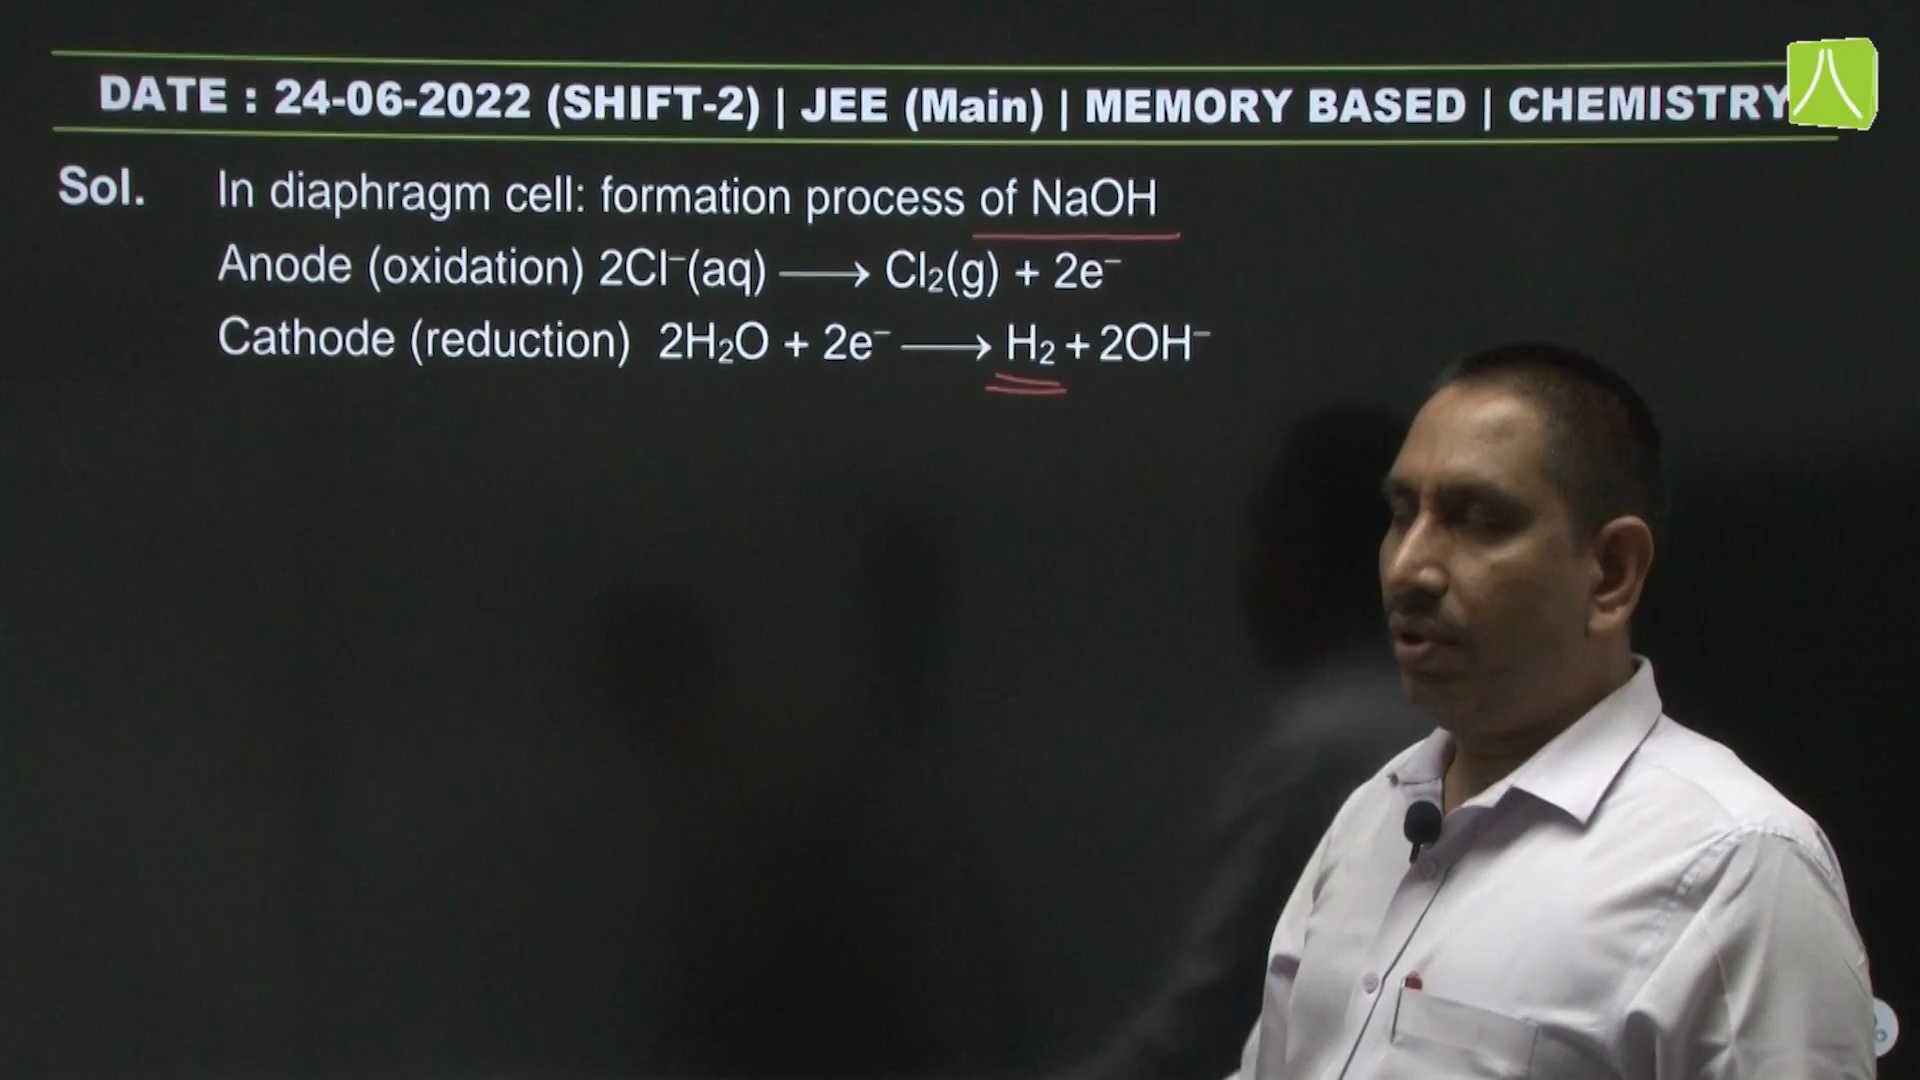 DATE : 24-06-2022 (SHIFT-2) | JEE (Main) | MEMORY BASED | CHEMISTRY
Sol. In diaphragm cell: formation process of NaOH
Anode (oxidation) 2Cl⁻(aq) ⟶ Cl₂(g) + 2e⁻
Cathode (reduction) 2H₂O + 2e⁻ ⟶ H₂ + 2OH⁻